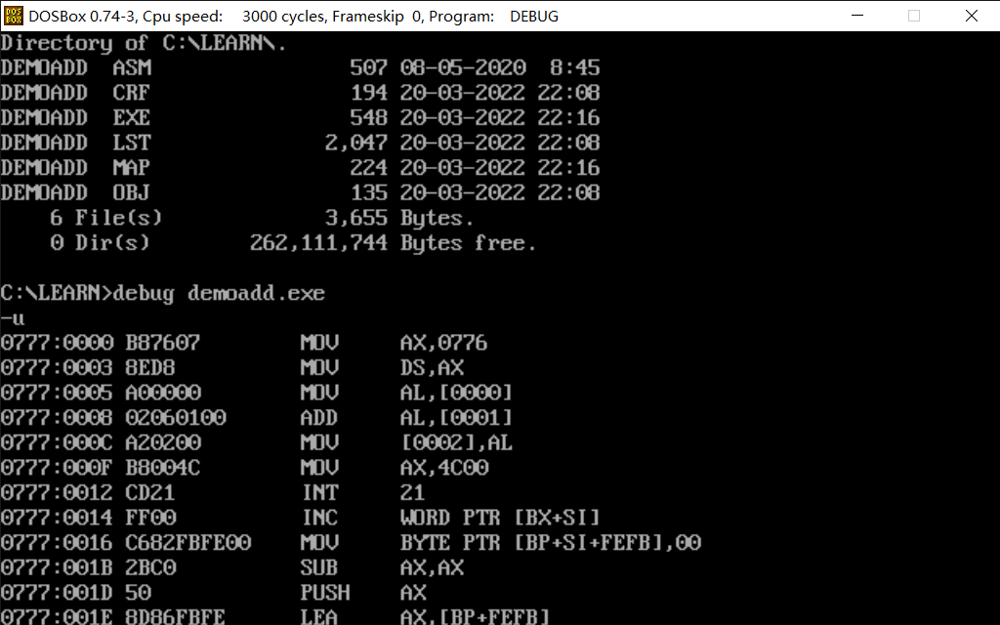 DOSBox 0.74-3, Cpu speed: 3000 cycles, Frameskip 0, Program: DEBUG
Directory of C:\LEARN\.
DEMOADD ASM 507 08-05-2020 8:45
DEMOADD CRF 194 20-03-2022 22:08
DEMOADD EXE 548 20-03-2022 22:16
DEMOADD LST 2,047 20-03-2022 22:08
DEMOADD MAP 224 20-03-2022 22:16
DEMOADD OBJ 135 20-03-2022 22:08
6 File(s) 3,655 Bytes.
0 Dir(s) 262,111,744 Bytes free.
C:\LEARN>debug demoadd.exe
-u
0777:0000 B87607 MOV AX,0776
0777:0003 8ED8 MOV DS,AX
0777:0005 A00000 MOV AL,[0000]
0777:0008 02060100 ADD AL,[0001]
0777:000C A20200 MOV [0002],AL
0777:000F B8004C MOV AX,4C00
0777:0012 CD21 INT 21
0777:0014 FF00 INC WORD PTR [BX+SI]
0777:0016 C682FBFE00 MOV BYTE PTR [BP+SI+FEFB],00
0777:001B 2BC0 SUB AX,AX
0777:001D 50 PUSH AX
0777:001E 8D86FBFE LEA AX,[BP+FEFB]